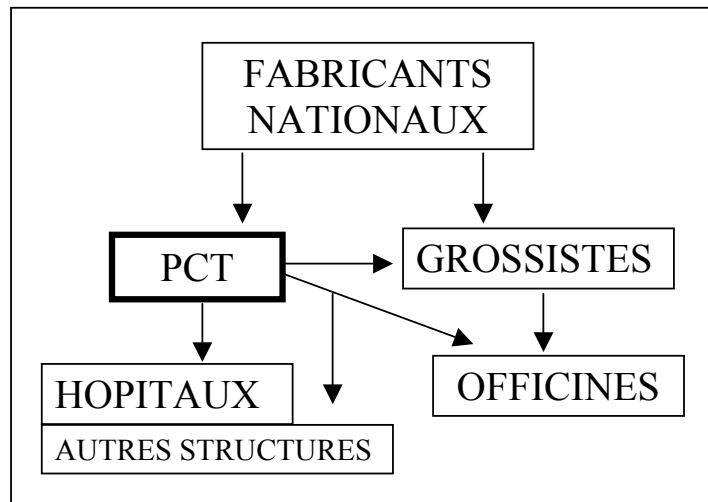 FABRICANTS
NATIONAUX
PCT
GROSSISTES
HOPITAUX
OFFICINES
AUTRES STRUCTURES